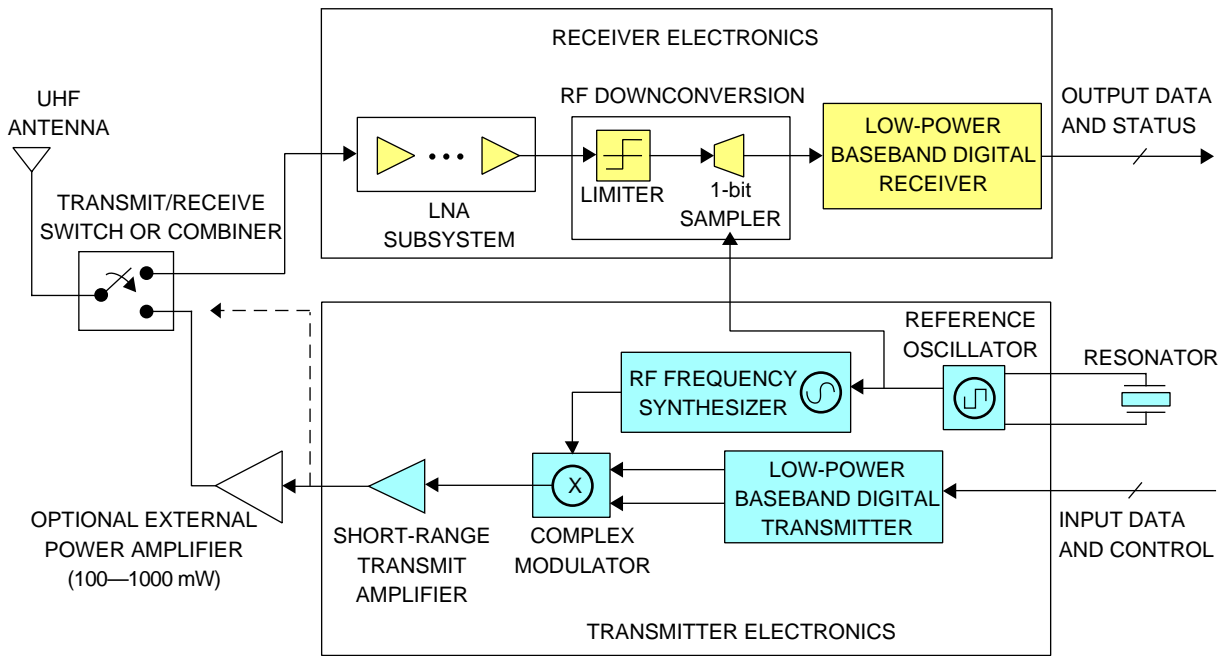 RECEIVER ELECTRONICS
UHF
ANTENNA
RF DOWNCONVERSION
OUTPUT DATA
AND STATUS
LOW-POWER
BASEBAND DIGITAL
RECEIVER
LIMITER
1-bit
SAMPLER
LNA
SUBSYSTEM
TRANSMIT/RECEIVE
SWITCH OR COMBINER
REFERENCE
OSCILLATOR
RESONATOR
RF FREQUENCY
SYNTHESIZER
LOW-POWER
BASEBAND DIGITAL
TRANSMITTER
X
OPTIONAL EXTERNAL
POWER AMPLIFIER
(100—1000 mW)
SHORT-RANGE
TRANSMIT
AMPLIFIER
COMPLEX
MODULATOR
INPUT DATA
AND CONTROL
TRANSMITTER ELECTRONICS